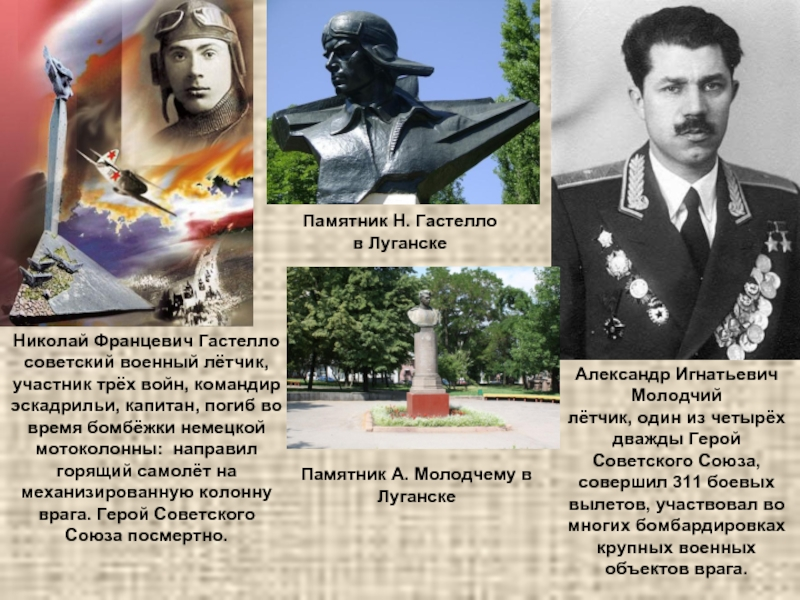 Памятник Н. Гастелло
в Луганске
Николай Францевич Гастелло
советский военный лётчик,
участник трёх войн, командир
эскадрильи, капитан, погиб во
время бомбёжки немецкой
мотоколонны: направил
горящий самолёт на
механизированную колонну
врага. Герой Советского
Союза посмертно.
Памятник А. Молодчему в
Луганске
Александр Игнатьевич
Молодчий
лётчик, один из четырёх
дважды Герой
Советского Союза,
совершил 311 боевых
вылетов, участвовал во
многих бомбардировках
крупных военных
объектов врага.